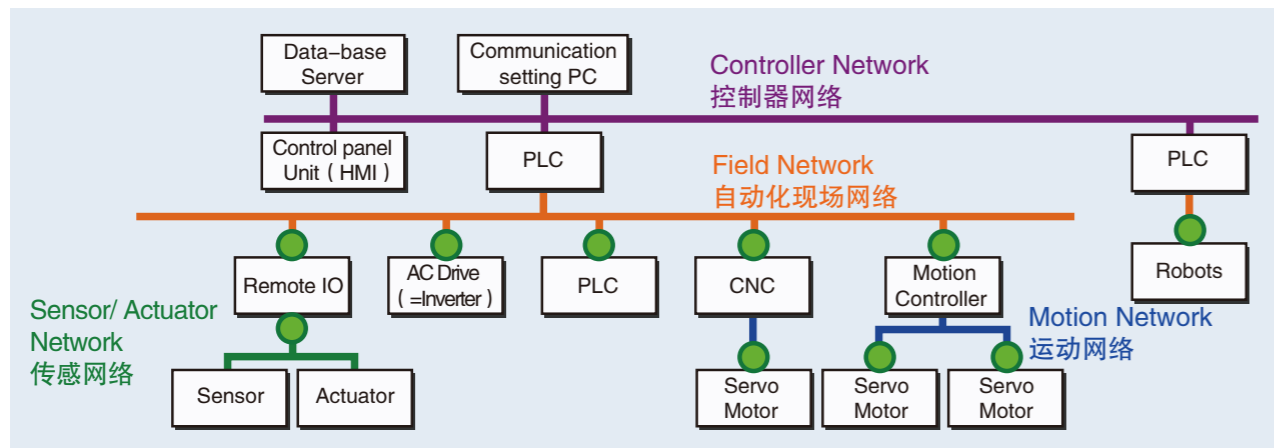 Data-base
Server
Communication
setting PC
Controller Network
控制器网络
Control panel
Unit（HMI）
PLC
PLC
Field Network
自动化现场网络
Remote IO
AC Drive
（=Inverter）
PLC
CNC
Motion
Controller
Robots
Sensor/ Actuator
Network
传感网络
Motion Network
运动网络
Sensor
Actuator
Servo
Motor
Servo
Motor
Servo
Motor